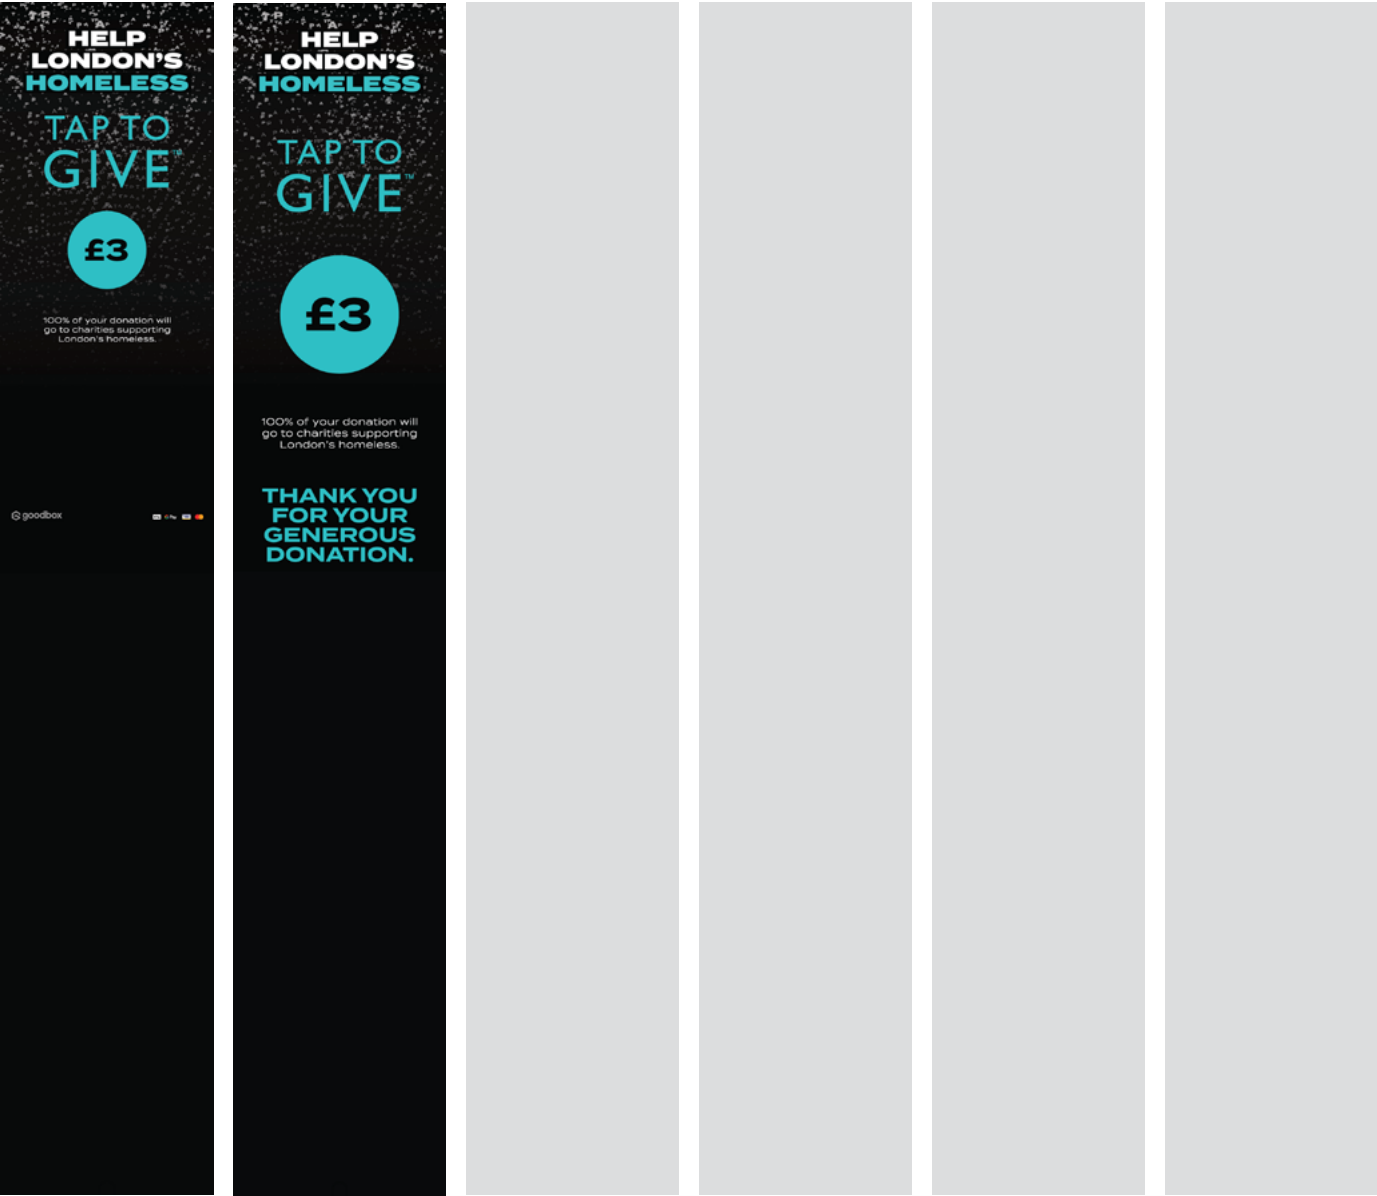 HELP
LONDON'S
HOMELESS
TAP TO
GIVE™
£3
100% of your donation will
go to charities supporting
London's homeless.
goodbox
HELP
LONDON'S
HOMELESS
TAP TO
GIVE™
£3
100% of your donation will
go to charities supporting
London's homeless.
THANK YOU
FOR YOUR
GENEROUS
DONATION.